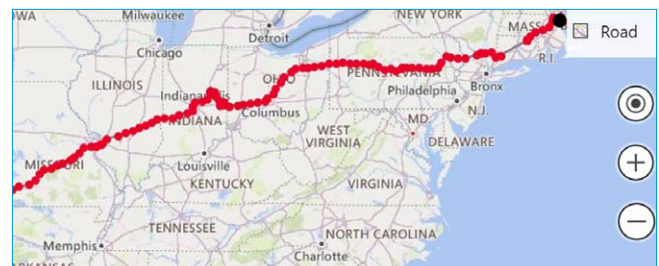 OWA
Milwaukee
NEW YORK
MASS
Road
Detroit
Chicago
R.I.
ILLINOIS
OHIO
PENNSYLVANIA
Bronx
Philadelphia
Indianapolis
N.J.
Columbus
INDIANA
MD.
WEST
VIRGINIA
DELAWARE
MISSOURI
Louisville
KENTUCKY
VIRGINIA
TENNESSEE
NORTH CAROLINA
Memphis
Charlotte